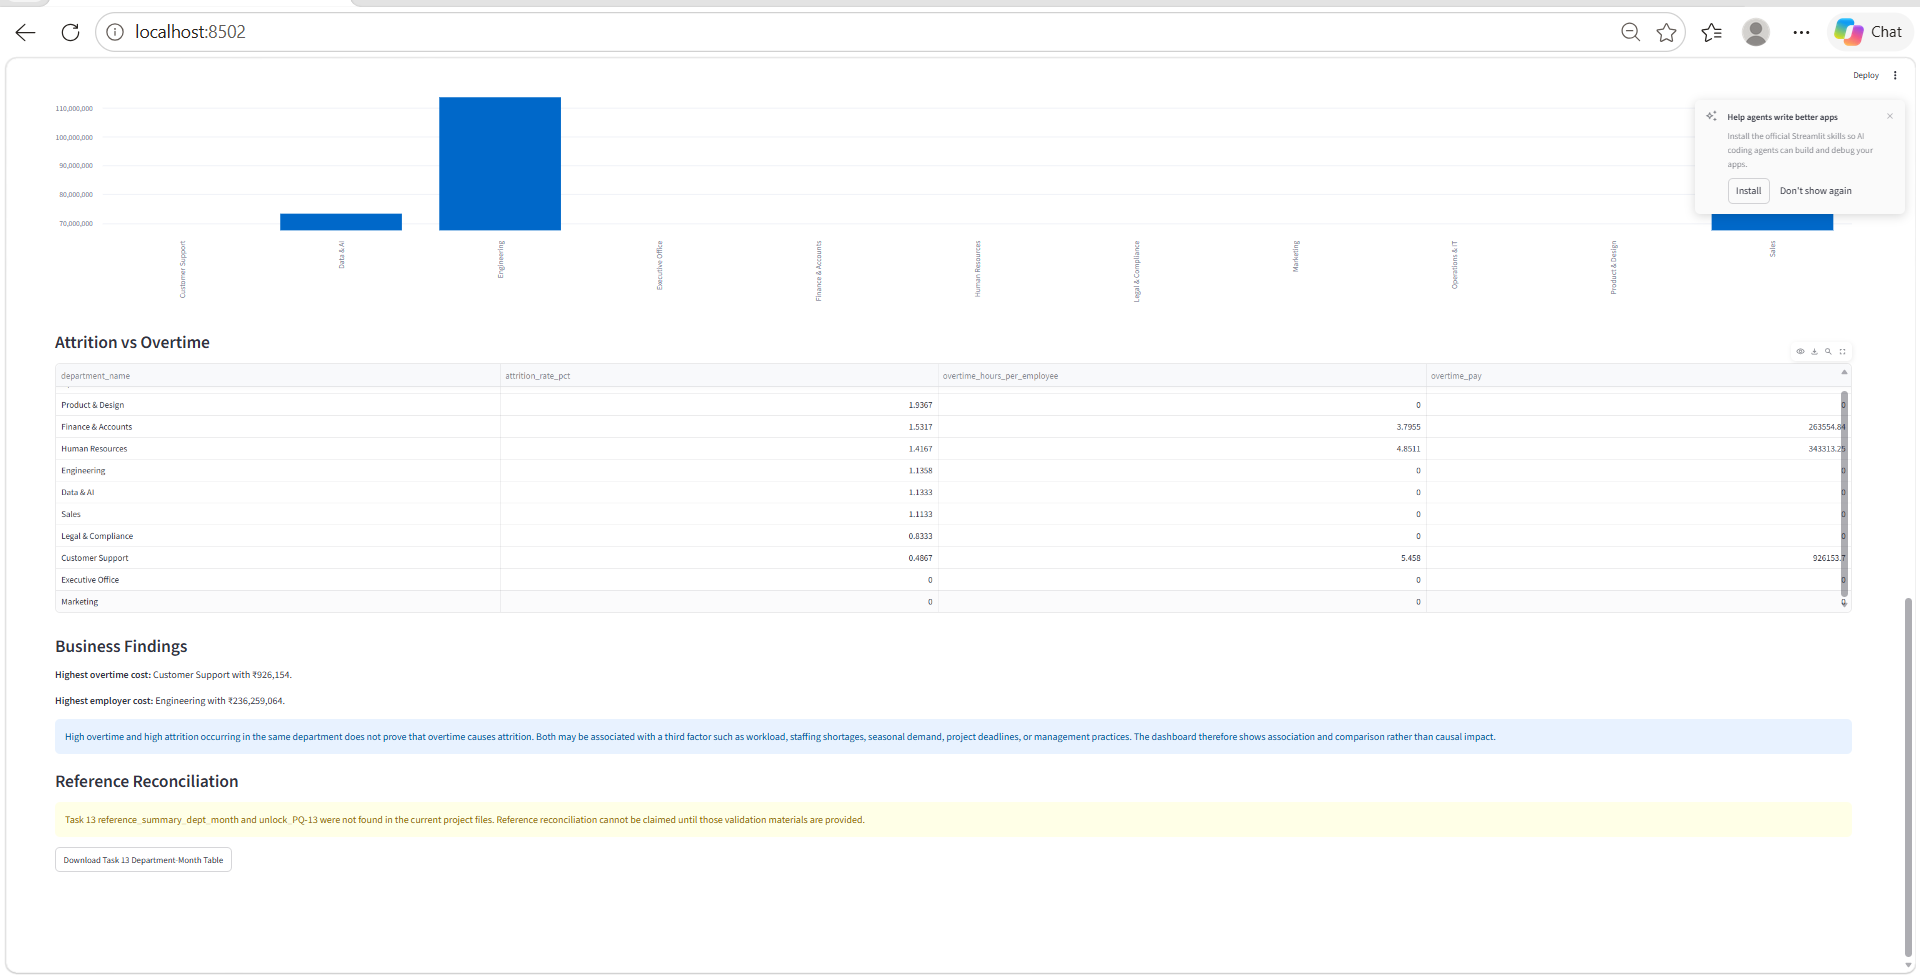 localhost:8502
Chat
Deploy
Help agents write better apps
Install the official Streamlit skills so AI
coding agents can build and debug your
apps.
Install Don't show again
110,000,000
100,000,000
90,000,000
80,000,000
70,000,000
Customer Support
Data & AI
Engineering
Executive Office
Finance & Accounts
Human Resources
Legal & Compliance
Marketing
Operations & IT
Product & Design
Sales
Attrition vs Overtime
department_name attrition_rate_pct overtime_hours_per_employee overtime_pay
Product & Design 1.9367 0 0
Finance & Accounts 1.5317 3.7955 263554.84
Human Resources 1.4167 4.8511 343313.25
Engineering 1.1358 0 0
Data & AI 1.1333 0 0
Sales 1.1133 0 0
Legal & Compliance 0.8333 0 0
Customer Support 0.4867 5.458 926153.7
Executive Office 0 0 0
Marketing 0 0 0
Business Findings
Highest overtime cost: Customer Support with ₹926,154.
Highest employer cost: Engineering with ₹236,259,064.
High overtime and high attrition occurring in the same department does not prove that overtime causes attrition. Both may be associated with a third factor such as workload, staffing shortages, seasonal demand, project deadlines, or management practices. The dashboard therefore shows association and comparison rather than causal impact.
Reference Reconciliation
Task 13 reference_summary_dept_month and unlock_PQ-13 were not found in the current project files. Reference reconciliation cannot be claimed until those validation materials are provided.
Download Task 13 Department-Month Table